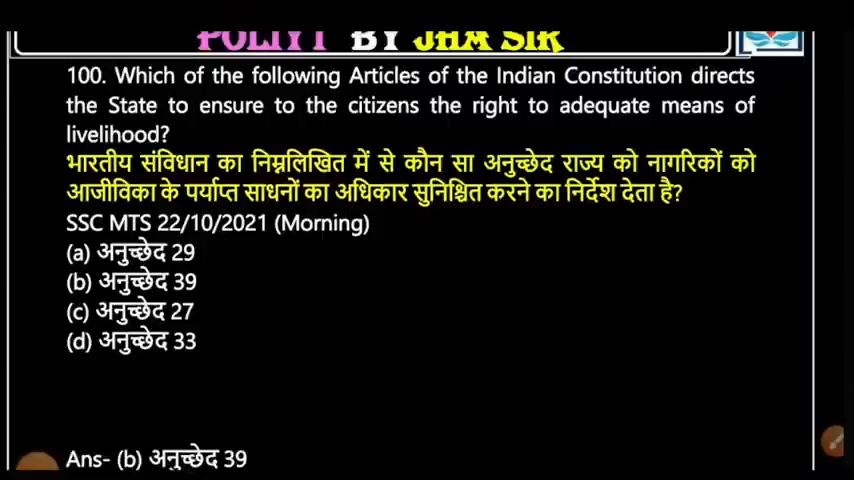 POLIYI BY JHA SIR
100. Which of the following Articles of the Indian Constitution directs
the State to ensure to the citizens the right to adequate means of
livelihood?
भारतीय संविधान का निम्नलिखित में से कौन सा अनुच्छेद राज्य को नागरिकों को
आजीविका के पर्याप्त साधनों का अधिकार सुनिश्चित करने का निर्देश देता है?
SSC MTS 22/10/2021 (Morning)
(a) अनुच्छेद 29
(b) अनुच्छेद 39
(c) अनुच्छेद 27
(d) अनुच्छेद 33
Ans- (b) अनुच्छेद 39